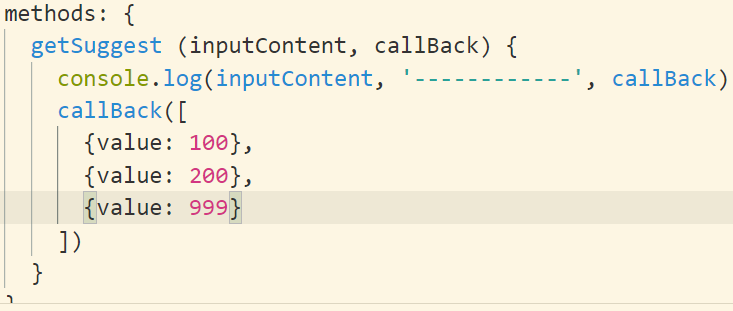 methods: {
getSuggest (inputContent, callBack) {
console.log(inputContent, '------------', callBack)
callBack([
{value: 100},
{value: 200},
{value: 999}
])
}
}